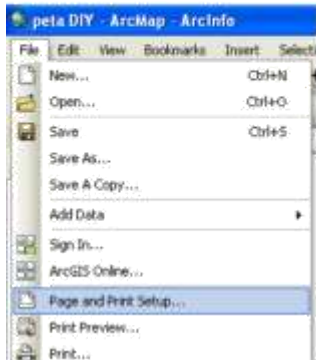 peta DIY - ArcMap - ArcInfo
File Edit View Bookmarks Insert Select
New... Ctrl+N
Open... Ctrl+O
Save Ctrl+S
Save As...
Save A Copy...
Add Data
Sign In...
ArcGIS Online...
Page and Print Setup...
Print Preview...
Print...